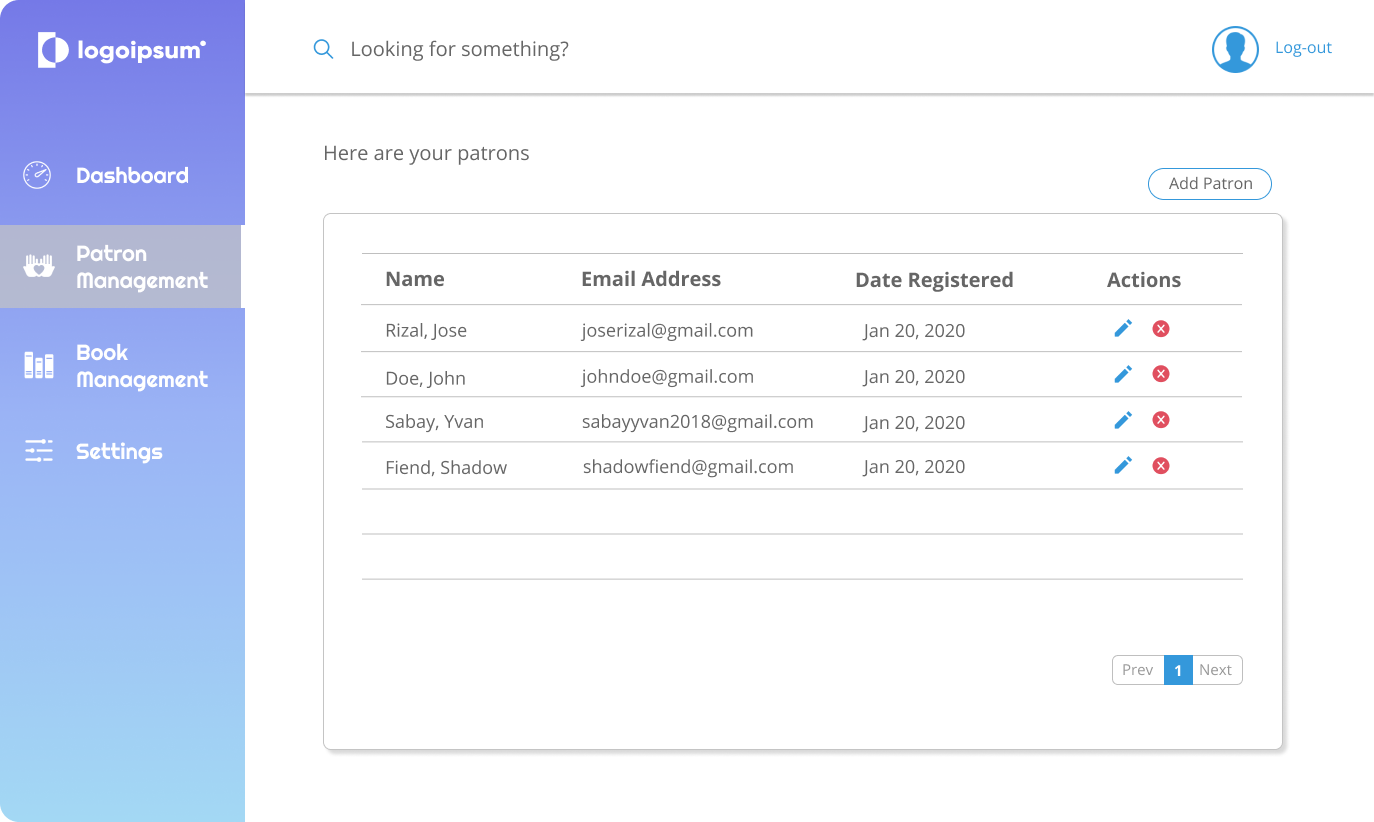 logoipsum
Looking for something?
Log-out
Dashboard
Patron
Management
Book
Management
Settings
Here are your patrons
Add Patron
Name Email Address Date Registered Actions
Rizal, Jose joserizal@gmail.com Jan 20, 2020
Doe, John johndoe@gmail.com Jan 20, 2020
Sabay, Yvan sabayyvan2018@gmail.com Jan 20, 2020
Fiend, Shadow shadowfiend@gmail.com Jan 20, 2020
Prev 1 Next